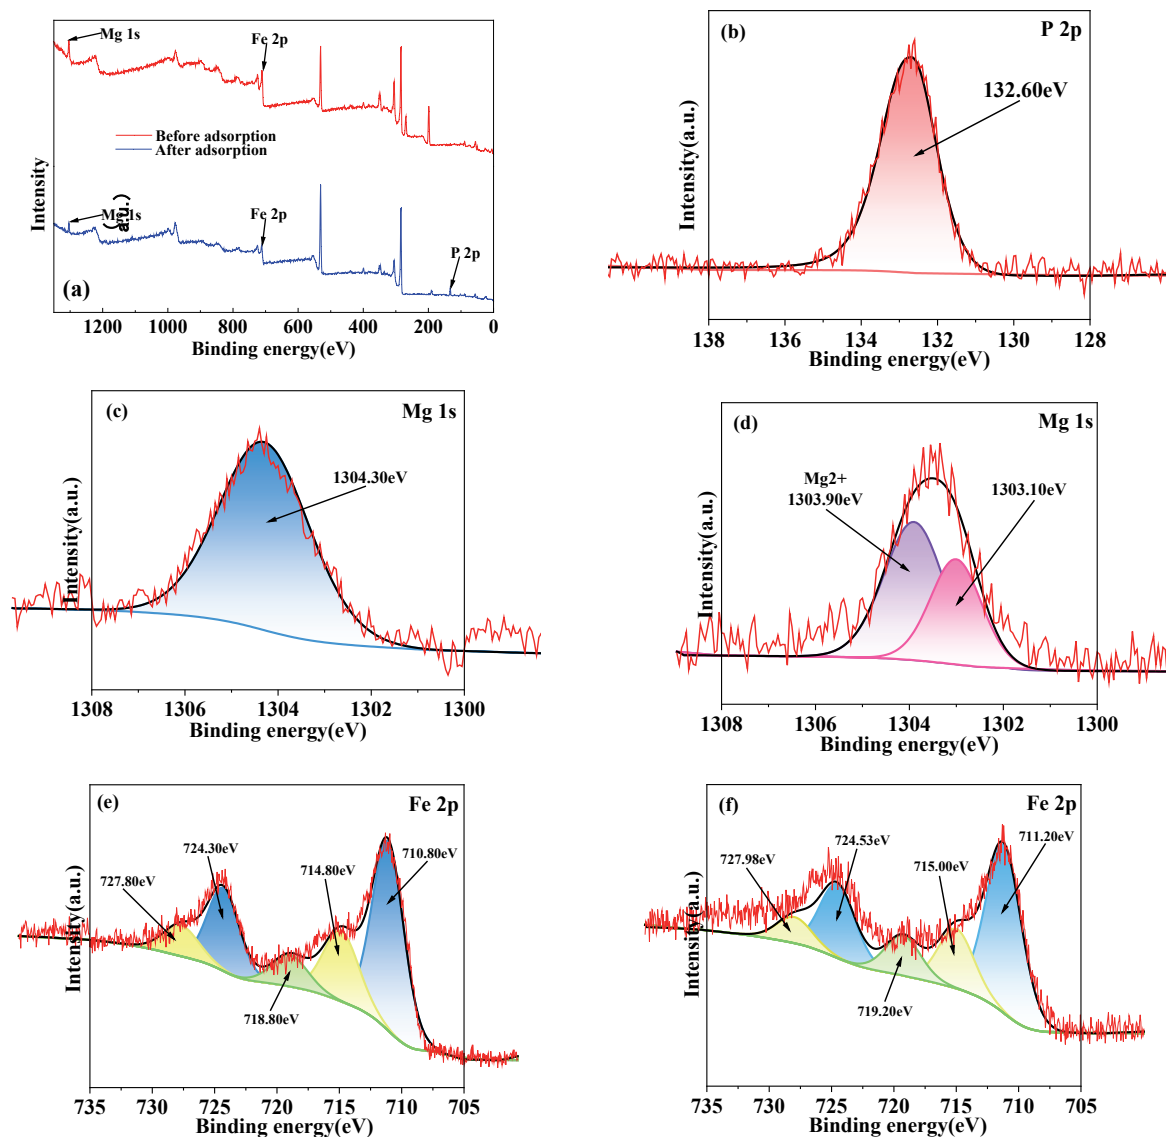 Mg 1s
Fe 2p
Before adsorption
After adsorption
Intensity
(a.u.)
Mg 1s
Fe 2p
P 2p
(a)
1200 1000 800 600 400 200 0
Binding energy(eV)
(b)
P 2p
132.60eV
Intensity(a.u.)
138 136 134 132 130 128
Binding energy(eV)
(c)
Mg 1s
1304.30eV
Intensity(a.u.)
1308 1306 1304 1302 1300
Binding energy(eV)
(d)
Mg 1s
Mg2+
1303.90eV
1303.10eV
Intensity(a.u.)
1308 1306 1304 1302 1300
Binding energy(eV)
(e)
Fe 2p
724.30eV
710.80eV
714.80eV
727.80eV
718.80eV
Intensity(a.u.)
735 730 725 720 715 710 705
Binding energy(eV)
(f)
Fe 2p
724.53eV
711.20eV
727.98eV
715.00eV
719.20eV
Intensity(a.u.)
735 730 725 720 715 710 705
Binding energy(eV)